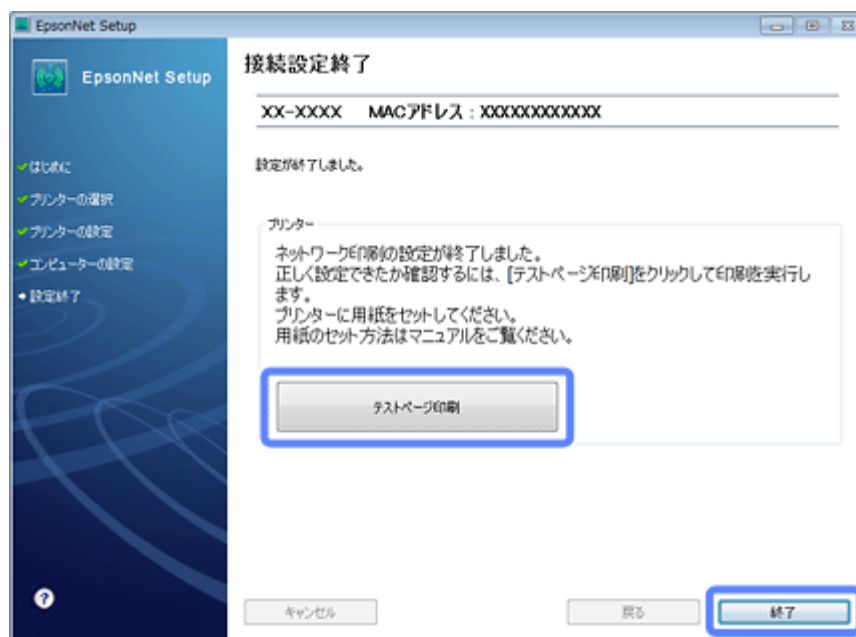 EpsonNet Setup
EpsonNet Setup
はじめに
プリンターの選択
プリンターの設定
コンピューターの設定
設定終了
接続設定終了
XX-XXXX MACアドレス : XXXXXXXXXXXX
設定が終了しました。
プリンター
ネットワーク印刷の設定が終了しました。
正しく設定できたか確認するには、[テストページ印刷]をクリックして印刷を実行し
ます。
プリンターに用紙をセットしてください。
用紙のセット方法はマニュアルをご覧ください。
テストページ印刷
?
キャンセル
戻る
終了